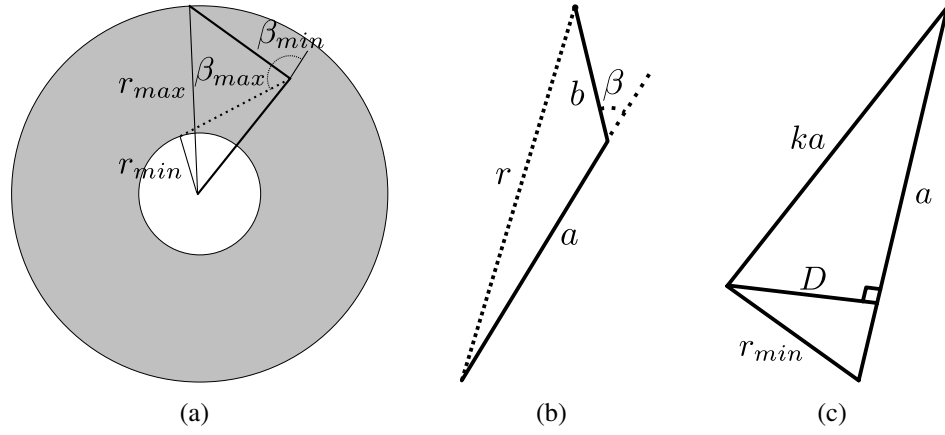 β_min
β_max
r_max
r_min
(a)
b
β
r
a
(b)
ka
a
D
r_min
(c)